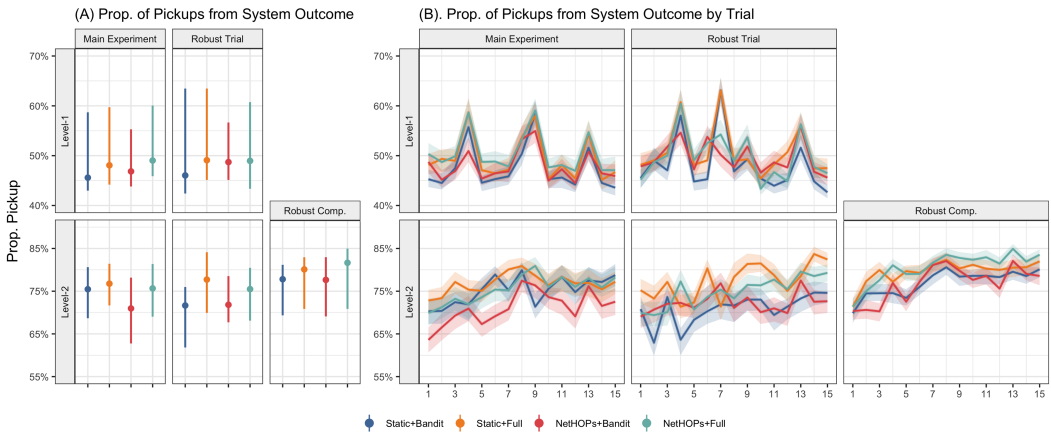 (A) Prop. of Pickups from System Outcome
(B). Prop. of Pickups from System Outcome by Trial
Main Experiment
Robust Trial
Main Experiment
Robust Trial
Prop. Pickup
70%
60%
50%
40%
Level-1
70%
60%
50%
40%
Level-1
Robust Comp.
Robust Comp.
85%
75%
65%
55%
Level-2
85%
75%
65%
55%
Level-2
1 3 5 7 9 11 13 15
1 3 5 7 9 11 13 15
1 3 5 7 9 11 13 15
Static+Bandit Static+Full NetHOPs+Bandit NetHOPs+Full